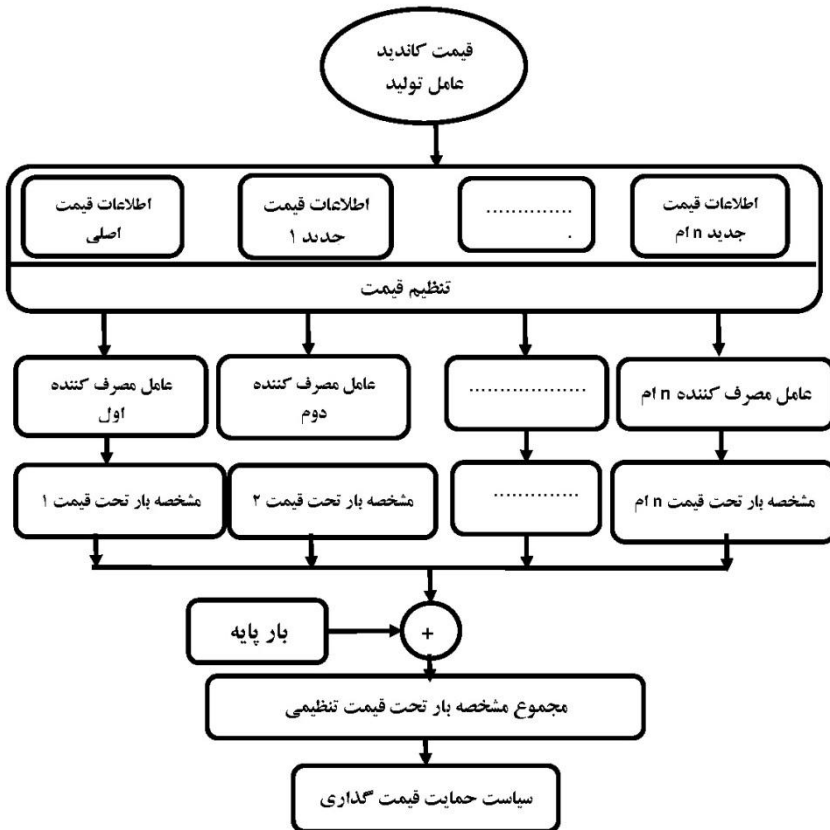 قیمت کاندید
عامل تولید
اطلاعات قیمت
جدید n ام
..............
.
اطلاعات قیمت
جدید ۱
اطلاعات قیمت
اصلی
تنظیم قیمت
عامل مصرف کننده n ام
...................
عامل مصرف کننده
دوم
عامل مصرف کننده
اول
مشخصه بار تحت قیمت n ام
..............
مشخصه بار تحت قیمت ۲
مشخصه بار تحت قیمت ۱
بار پایه
+
مجموع مشخصه بار تحت قیمت تنظیمی
سیاست حمایت قیمت گذاری